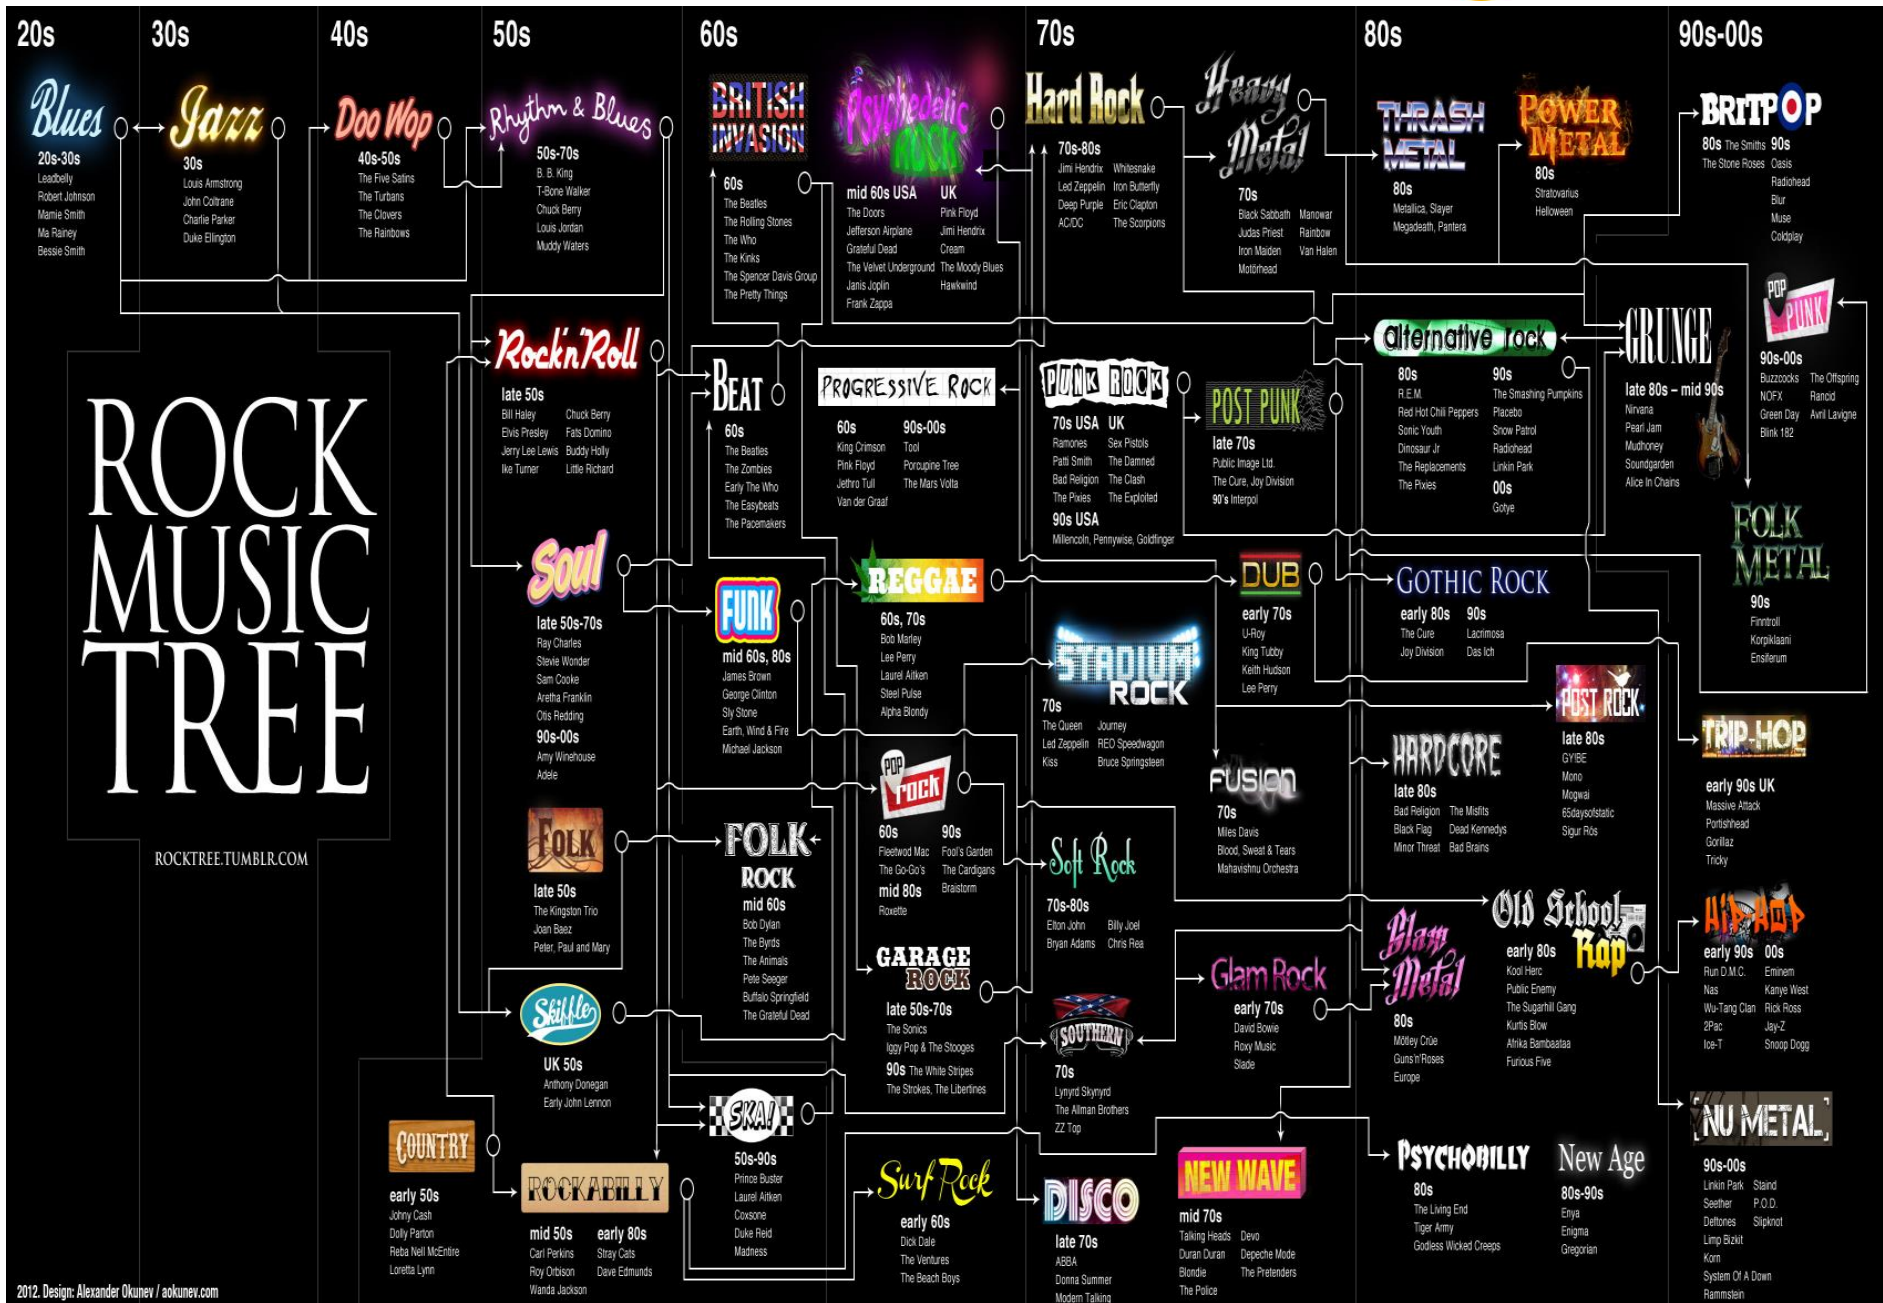 20s
30s
40s
50s
60s
70s
80s
90s-00s
Blues
20s-30s
Leadbelly
Robert Johnson
Mamie Smith
Ma Rainey
Bessie Smith
Jazz
30s
Louis Armstrong
John Coltrane
Charlie Parker
Duke Ellington
Doo Wop
40s-50s
The Five Satins
The Turbans
The Clovers
The Rainbows
Rhythm & Blues
50s-70s
B. B. King
T-Bone Walker
Chuck Berry
Louis Jordan
Muddy Waters
BRITISH
INVASION
60s
The Beatles
The Rolling Stones
The Who
The Kinks
The Spencer Davis Group
The Pretty Things
Psychedelic
ROCK
mid 60s USA
The Doors
Jefferson Airplane
Grateful Dead
The Velvet Underground
Janis Joplin
Frank Zappa
UK
Pink Floyd
Jimi Hendrix
Cream
The Moody Blues
Hawkwind
Hard Rock
70s-80s
Jimi Hendrix Whitesnake
Led Zeppelin Iron Butterfly
Deep Purple Eric Clapton
AC/DC The Scorpions
Heavy
Metal
70s
Black Sabbath Manowar
Judas Priest Rainbow
Iron Maiden Van Halen
Motörhead
THRASH
METAL
80s
Metallica, Slayer
Megadeath, Pantera
POWER
METAL
80s
Stratovarius
Helloween
BRITPOP
80s The Smiths
The Stone Roses
90s
Oasis
Radiohead
Blur
Muse
Coldplay
Rock'n'Roll
late 50s
Bill Haley Chuck Berry
Elvis Presley Fats Domino
Jerry Lee Lewis Buddy Holly
Ike Turner Little Richard
BEAT
60s
The Beatles
The Zombies
Early The Who
The Easybeats
The Pacemakers
PROGRESSIVE ROCK
60s
King Crimson
Pink Floyd
Jethro Tull
Van der Graaf
90s-00s
Tool
Porcupine Tree
The Mars Volta
PUNK ROCK
70s USA UK
Ramones Sex Pistols
Patti Smith The Damned
Bad Religion The Clash
The Pixies The Exploited
90s USA
Millencoln, Pennywise, Goldfinger
POST PUNK
late 70s
Public Image Ltd.
The Cure, Joy Division
90's Interpol
alternative rock
80s
R.E.M.
Red Hot Chili Peppers
Sonic Youth
Dinosaur Jr
The Replacements
The Pixies
90s
The Smashing Pumpkins
Placebo
Snow Patrol
Radiohead
Linkin Park
00s
Gotye
GRUNGE
late 80s – mid 90s
Nirvana
Pearl Jam
Mudhoney
Soundgarden
Alice In Chains
POP
PUNK
90s-00s
Buzzcocks The Offspring
NOFX Rancid
Green Day Avril Lavigne
Blink 182
FOLK
METAL
90s
Finntroll
Korpiklaani
Ensiferum
ROCK
MUSIC
TREE
ROCKTREE.TUMBLR.COM
Soul
late 50s-70s
Ray Charles
Stevie Wonder
Sam Cooke
Aretha Franklin
Otis Redding
90s-00s
Amy Winehouse
Adele
FUNK
mid 60s, 80s
James Brown
George Clinton
Sly Stone
Earth, Wind & Fire
Michael Jackson
REGGAE
60s, 70s
Bob Marley
Lee Perry
Laurel Aitken
Steel Pulse
Alpha Blondy
STADIUM
ROCK
70s
The Queen Journey
Led Zeppelin REO Speedwagon
Kiss Bruce Springsteen
DUB
early 70s
U-Roy
King Tubby
Keith Hudson
Lee Perry
GOTHIC ROCK
early 80s 90s
The Cure Lacrimosa
Joy Division Das Ich
POST ROCK
late 80s
GY!BE
Mono
Mogwai
65daysofstatic
Sigur Rós
TRIP-HOP
early 90s UK
Massive Attack
Portishhead
Gorillaz
Tricky
FOLK
late 50s
The Kingston Trio
Joan Baez
Peter, Paul and Mary
FOLK
ROCK
mid 60s
Bob Dylan
The Byrds
The Animals
Pete Seeger
Buffalo Springfield
The Grateful Dead
POP
rock
60s
Fleetwod Mac
The Go-Go's
mid 80s
Roxette
90s
Fool's Garden
The Cardigans
Braistorm
Soft Rock
70s-80s
Elton John Billy Joel
Bryan Adams Chris Rea
FUSION
70s
Miles Davis
Blood, Sweat & Tears
Mahavishnu Orchestra
HARDCORE
late 80s
Bad Religion The Misfits
Black Flag Dead Kennedys
Minor Threat Bad Brains
Old School
Rap
early 80s
Kool Herc
Public Enemy
The Sugarhill Gang
Kurtis Blow
Afrika Bambaataa
Furious Five
HIP-HOP
early 90s 00s
Run D.M.C. Eminem
Nas Kanye West
Wu-Tang Clan Rick Ross
2Pac Jay-Z
Ice-T Snoop Dogg
Skiffle
UK 50s
Anthony Donegan
Early John Lennon
GARAGE
ROCK
late 50s-70s
The Sonics
Iggy Pop & The Stooges
90s The White Stripes
The Strokes, The Libertines
SOUTHERN
70s
Lynyrd Skynyrd
The Allman Brothers
ZZ Top
Glam Rock
early 70s
David Bowie
Roxy Music
Slade
Glam
Metal
80s
Mötley Crüe
Guns'n'Roses
Europe
COUNTRY
early 50s
Johny Cash
Dolly Parton
Reba Nell McEntire
Loretta Lynn
ROCKABILLY
mid 50s early 80s
Carl Perkins Stray Cats
Roy Orbison Dave Edmunds
Wanda Jackson
SKA!
50s-90s
Prince Buster
Laurel Aitken
Coxsone
Duke Reid
Madness
Surf Rock
early 60s
Dick Dale
The Ventures
The Beach Boys
DISCO
late 70s
ABBA
Donna Summer
Modern Talking
NEW WAVE
mid 70s
Talking Heads Devo
Duran Duran Depeche Mode
Blondie The Pretenders
The Police
PSYCHOBILLY
80s
The Living End
Tiger Army
Godless Wicked Creeps
New Age
80s-90s
Enya
Enigma
Gregorian
NU METAL
90s-00s
Linkin Park Staind
Seether P.O.D.
Deftones Slipknot
Limp Bizkit
Korn
System Of A Down
Rammstein
2012. Design: Alexander Okunev / aokunev.com